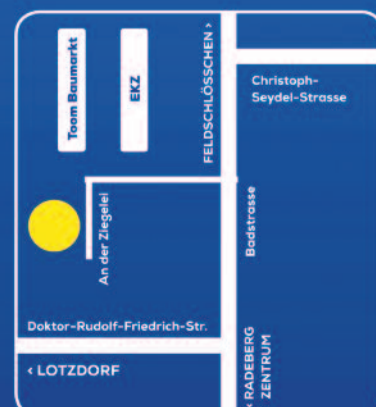 Toom Baumarkt
EKZ
FELDSCHLÖSSCHEN ›
Christoph-
Seydel-Strasse
An der Ziegelei
Badstrasse
Doktor-Rudolf-Friedrich-Str.
‹ LOTZDORF
‹ RADEBERG
ZENTRUM